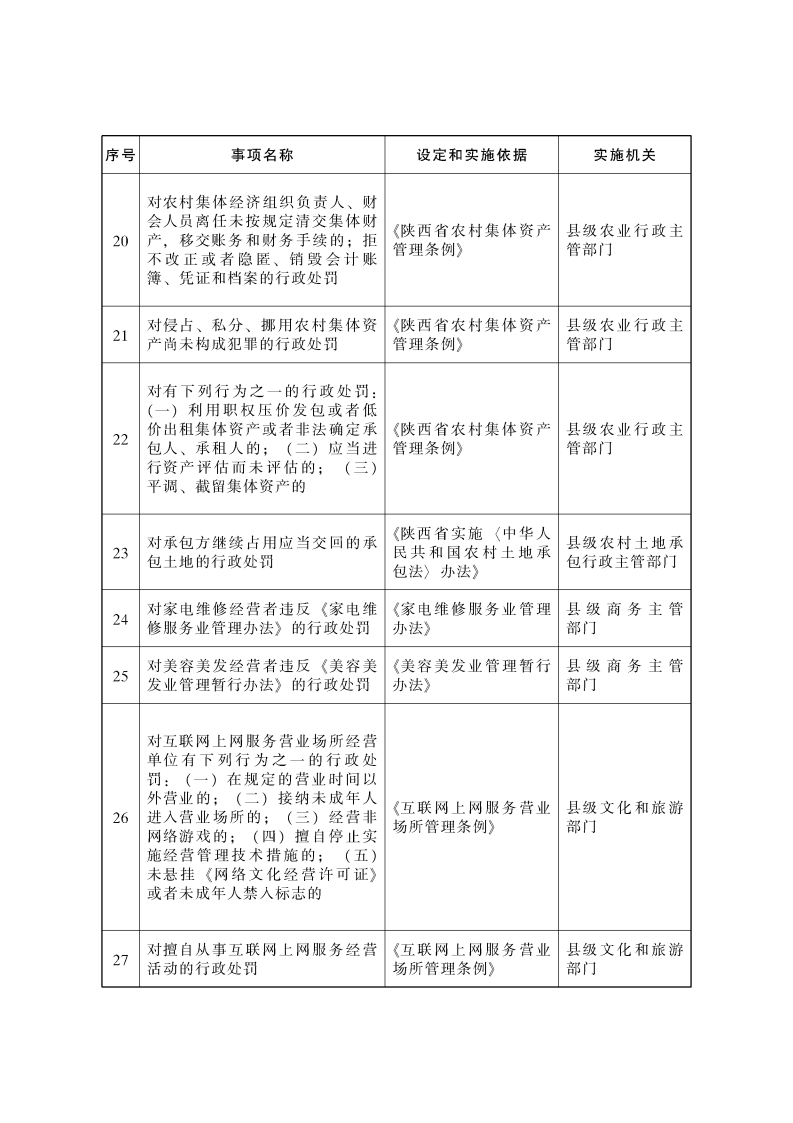 序号
事项名称
设定和实施依据
实施机关
20
对农村集体经济组织负责人、财
会人员离任未按规定清交集体财
产，移交账务和财务手续的；拒
不改正或者隐匿、销毁会计账
簿、凭证和档案的行政处罚
《陕西省农村集体资产
管理条例》
县级农业行政主
管部门
21
对侵占、私分、挪用农村集体资
产尚未构成犯罪的行政处罚
《陕西省农村集体资产
管理条例》
县级农业行政主
管部门
22
对有下列行为之一的行政处罚：
（一）利用职权压价发包或者低
价出租集体资产或者非法确定承
包人、承租人的；（二）应当进
行资产评估而未评估的；（三）
平调、截留集体资产的
《陕西省农村集体资产
管理条例》
县级农业行政主
管部门
23
对承包方继续占用应当交回的承
包土地的行政处罚
《陕西省实施〈中华人
民共和国农村土地承
包法〉办法》
县级农村土地承
包行政主管部门
24
对家电维修经营者违反《家电维
修服务业管理办法》的行政处罚
《家电维修服务业管理
办法》
县级商务主管
部门
25
对美容美发经营者违反《美容美
发业管理暂行办法》的行政处罚
《美容美发业管理暂行
办法》
县级商务主管
部门
26
对互联网上网服务营业场所经营
单位有下列行为之一的行政处
罚：（一）在规定的营业时间以
外营业的；（二）接纳未成年人
进入营业场所的；（三）经营非
网络游戏的；（四）擅自停止实
施经营管理技术措施的；（五）
未悬挂《网络文化经营许可证》
或者未成年人禁入标志的
《互联网上网服务营业
场所管理条例》
县级文化和旅游
部门
27
对擅自从事互联网上网服务经营
活动的行政处罚
《互联网上网服务营业
场所管理条例》
县级文化和旅游
部门